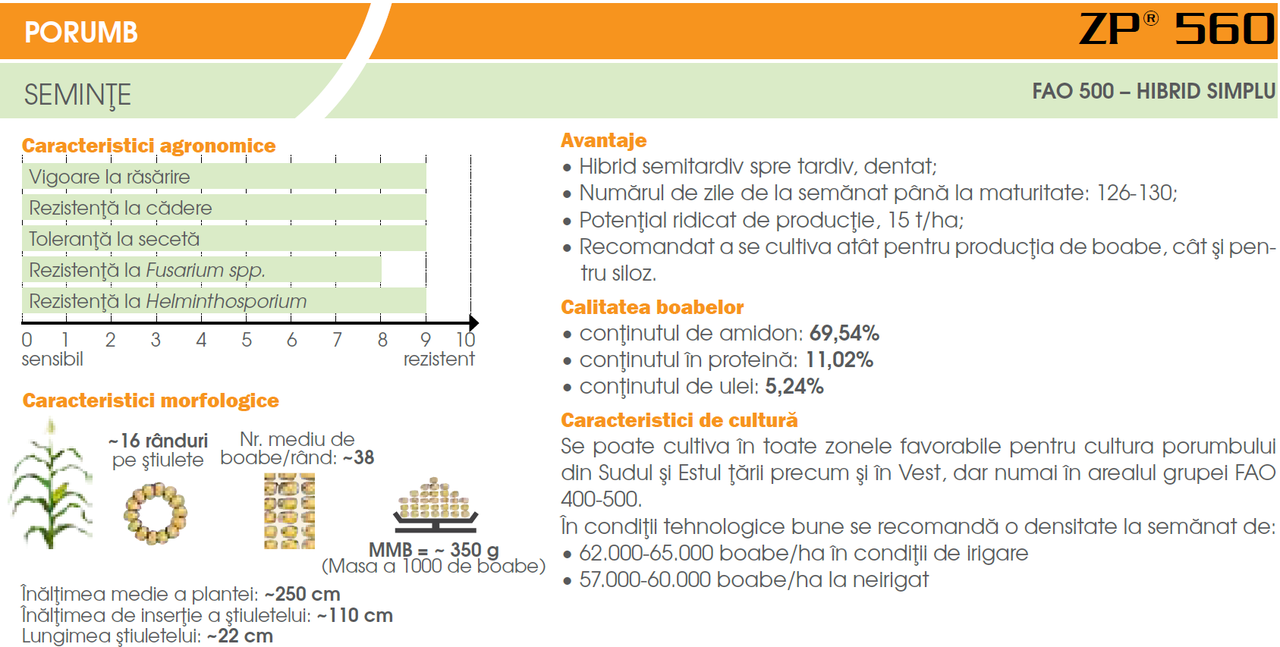 PORUMB
ZP® 560
SEMINŢE
FAO 500 – HIBRID SIMPLU
Caracteristici agronomice
Vigoare la răsărire
Rezistenţă la cădere
Toleranţă la secetă
Rezistenţă la Fusarium spp.
Rezistenţă la Helminthosporium
0 1 2 3 4 5 6 7 8 9 10
sensibil rezistent
Caracteristici morfologice
~16 rânduri
pe ştiulete
Nr. mediu de
boabe/rând: ~38
MMB = ~ 350 g
(Masa a 1000 de boabe)
Înălţimea medie a plantei: ~250 cm
Înălţimea de inserţie a ştiuletelui: ~110 cm
Lungimea ştiuletelui: ~22 cm
Avantaje
• Hibrid semitardiv spre tardiv, dentat;
• Numărul de zile de la semănat până la maturitate: 126-130;
• Potenţial ridicat de producţie, 15 t/ha;
• Recomandat a se cultiva atât pentru producţia de boabe, cât şi pen-
tru siloz.
Calitatea boabelor
• conţinutul de amidon: 69,54%
• conţinutul în proteină: 11,02%
• conţinutul de ulei: 5,24%
Caracteristici de cultură
Se poate cultiva în toate zonele favorabile pentru cultura porumbului
din Sudul şi Estul ţării precum şi în Vest, dar numai în arealul grupei FAO
400-500.
În condiţii tehnologice bune se recomandă o densitate la semănat de:
• 62.000-65.000 boabe/ha în condiţii de irigare
• 57.000-60.000 boabe/ha la neirigat